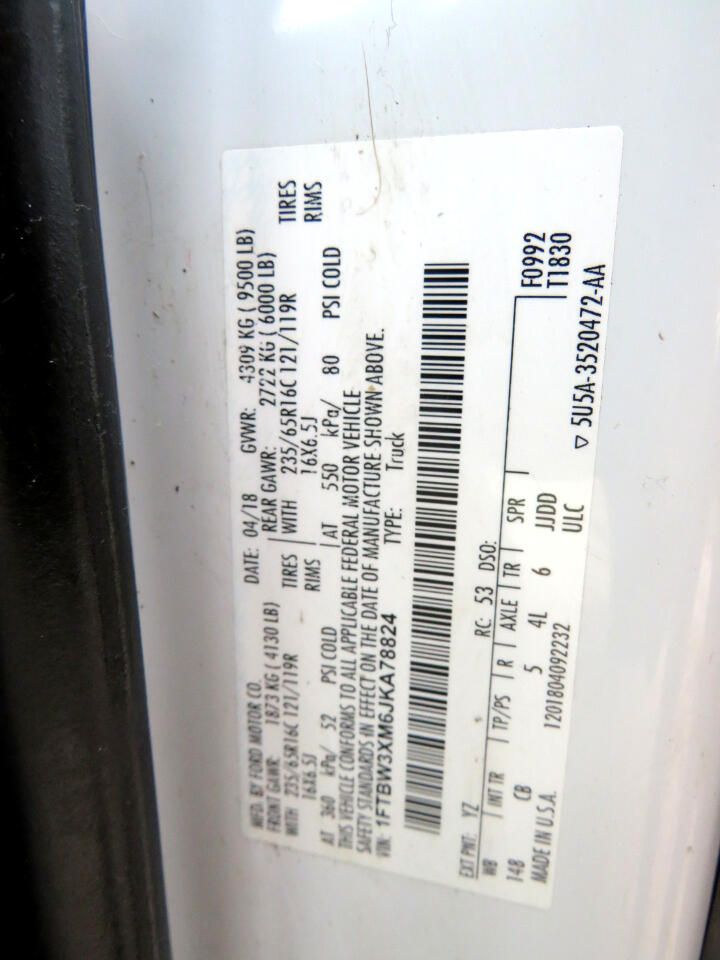 MFD. BY FORD MOTOR CO. DATE: 04/18 GVWR: 4309 KG ( 9500 LB)
FRONT GAWR: 1873 KG ( 4130 LB) REAR GAWR: 2722 KG ( 6000 LB)
WITH 235/65R16C 121/119R TIRES WITH 235/65R16C 121/119R TIRES
16X6.5J RIMS 16X6.5J RIMS
AT 360 kPa/ 52 PSI COLD AT 550 kPa/ 80 PSI COLD
THIS VEHICLE CONFORMS TO ALL APPLICABLE FEDERAL MOTOR VEHICLE
SAFETY STANDARDS IN EFFECT ON THE DATE OF MANUFACTURE SHOWN ABOVE.
VIN: 1FTBW3XM6JKA78824 TYPE: Truck
EXT PNT: YZ RC: 53 DSO:
WB INT TR TP/PS R AXLE TR SPR F0992
148 CB 5 4L 6 JJDD T1830
MADE IN U.S.A. 1201804092232 ULC
▽ 5U5A-3520472-AA